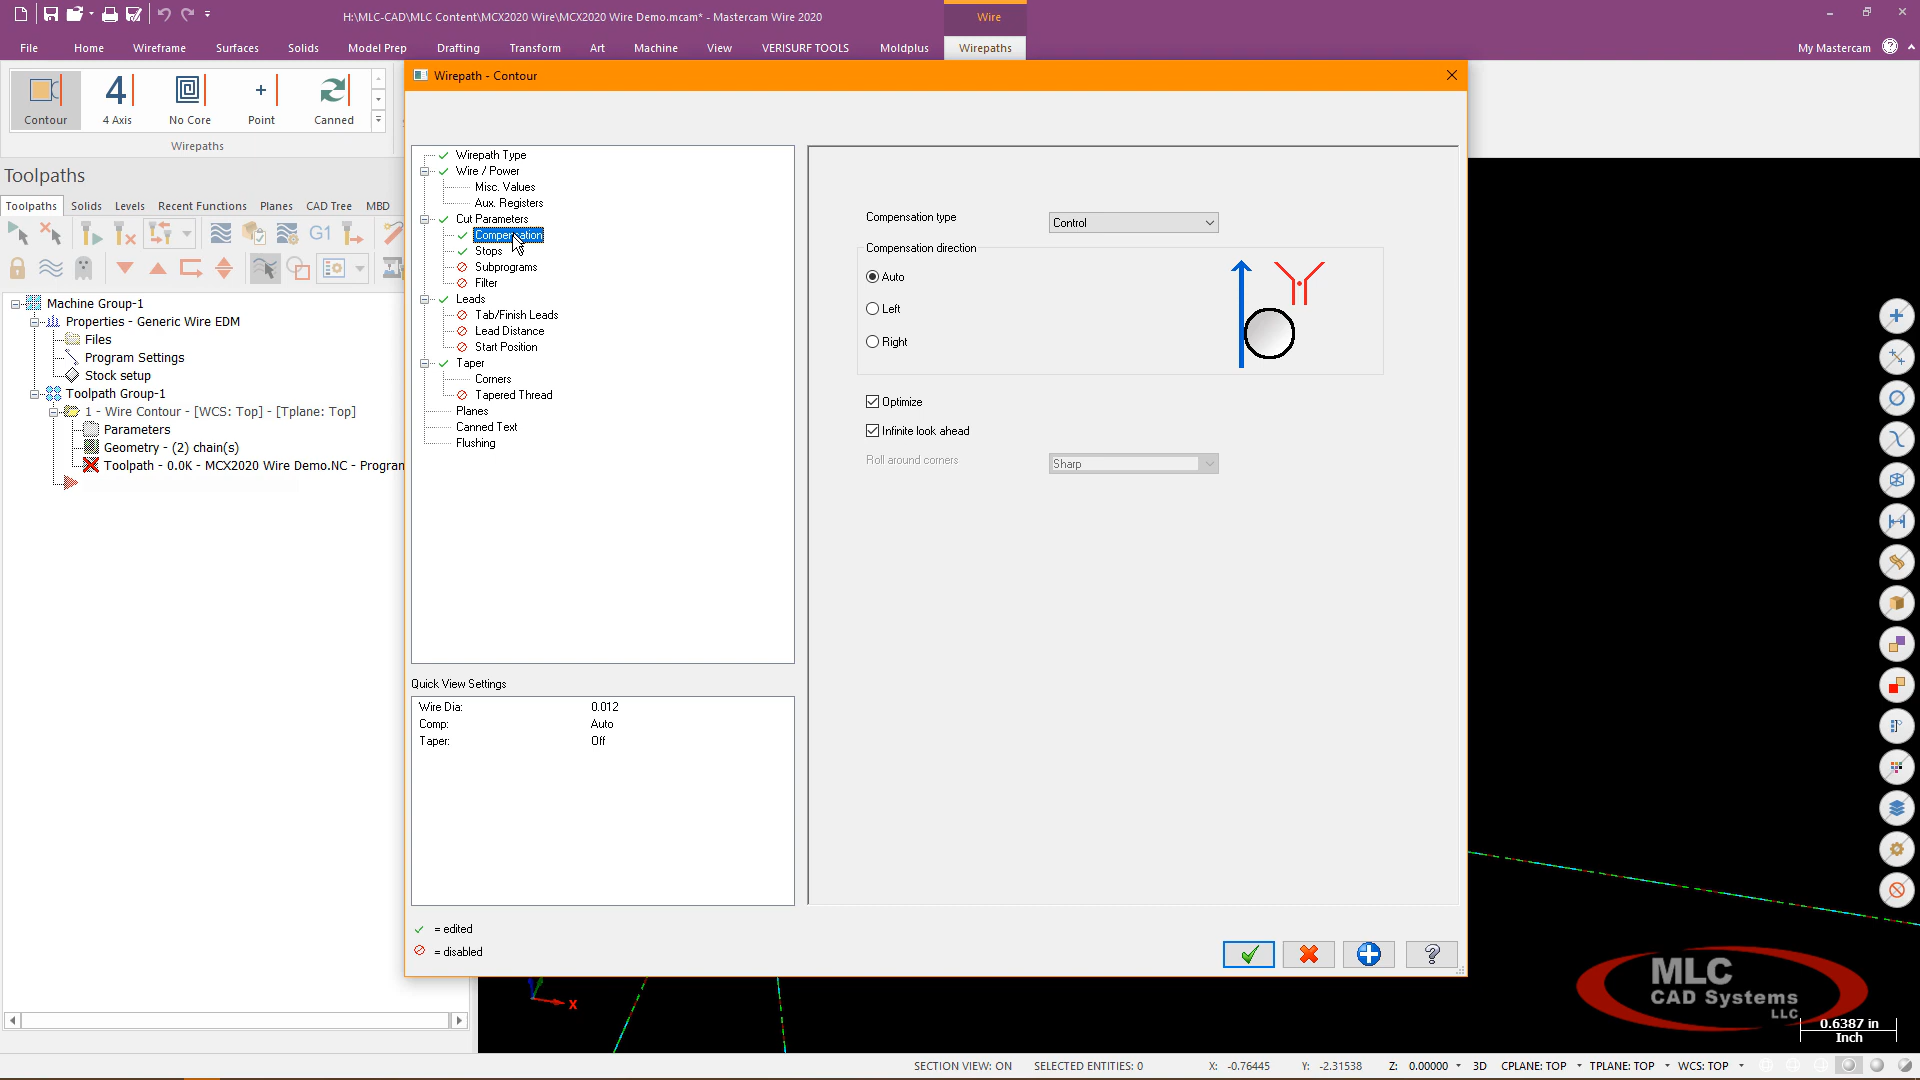 H:\MLC-CAD\MLC Content\MCX2020 Wire\MCX2020 Wire Demo.mcam* - Mastercam Wire 2020
Wire
File Home Wireframe Surfaces Solids Model Prep Drafting Transform Art Machine View VERISURF TOOLS Moldplus Wirepaths My Mastercam
Contour 4 Axis No Core Point Canned
Wirepaths
Toolpaths
Toolpaths Solids Levels Recent Functions Planes CAD Tree MBD
G1
Machine Group-1
Properties - Generic Wire EDM
Files
Program Settings
Stock setup
Toolpath Group-1
1 - Wire Contour - [WCS: Top] - [Tplane: Top]
Parameters
Geometry - (2) chain(s)
Toolpath - 0.0K - MCX2020 Wire Demo.NC - Program
Wirepath - Contour
Wirepath Type
Wire / Power
Misc. Values
Aux. Registers
Cut Parameters
Compensation
Stops
Subprograms
Filter
Leads
Tab/Finish Leads
Lead Distance
Start Position
Taper
Corners
Tapered Thread
Planes
Canned Text
Flushing
Quick View Settings
Wire Dia: 0.012
Comp: Auto
Taper: Off
= edited
= disabled
Compensation type Control
Compensation direction
Auto
Left
Right
Optimize
Infinite look ahead
Roll around corners Sharp
X
MLC
CAD Systems
LLC
0.6387 in
Inch
SECTION VIEW: ON SELECTED ENTITIES: 0 X: -0.76445 Y: -2.31538 Z: 0.00000 3D CPLANE: TOP TPLANE: TOP WCS: TOP